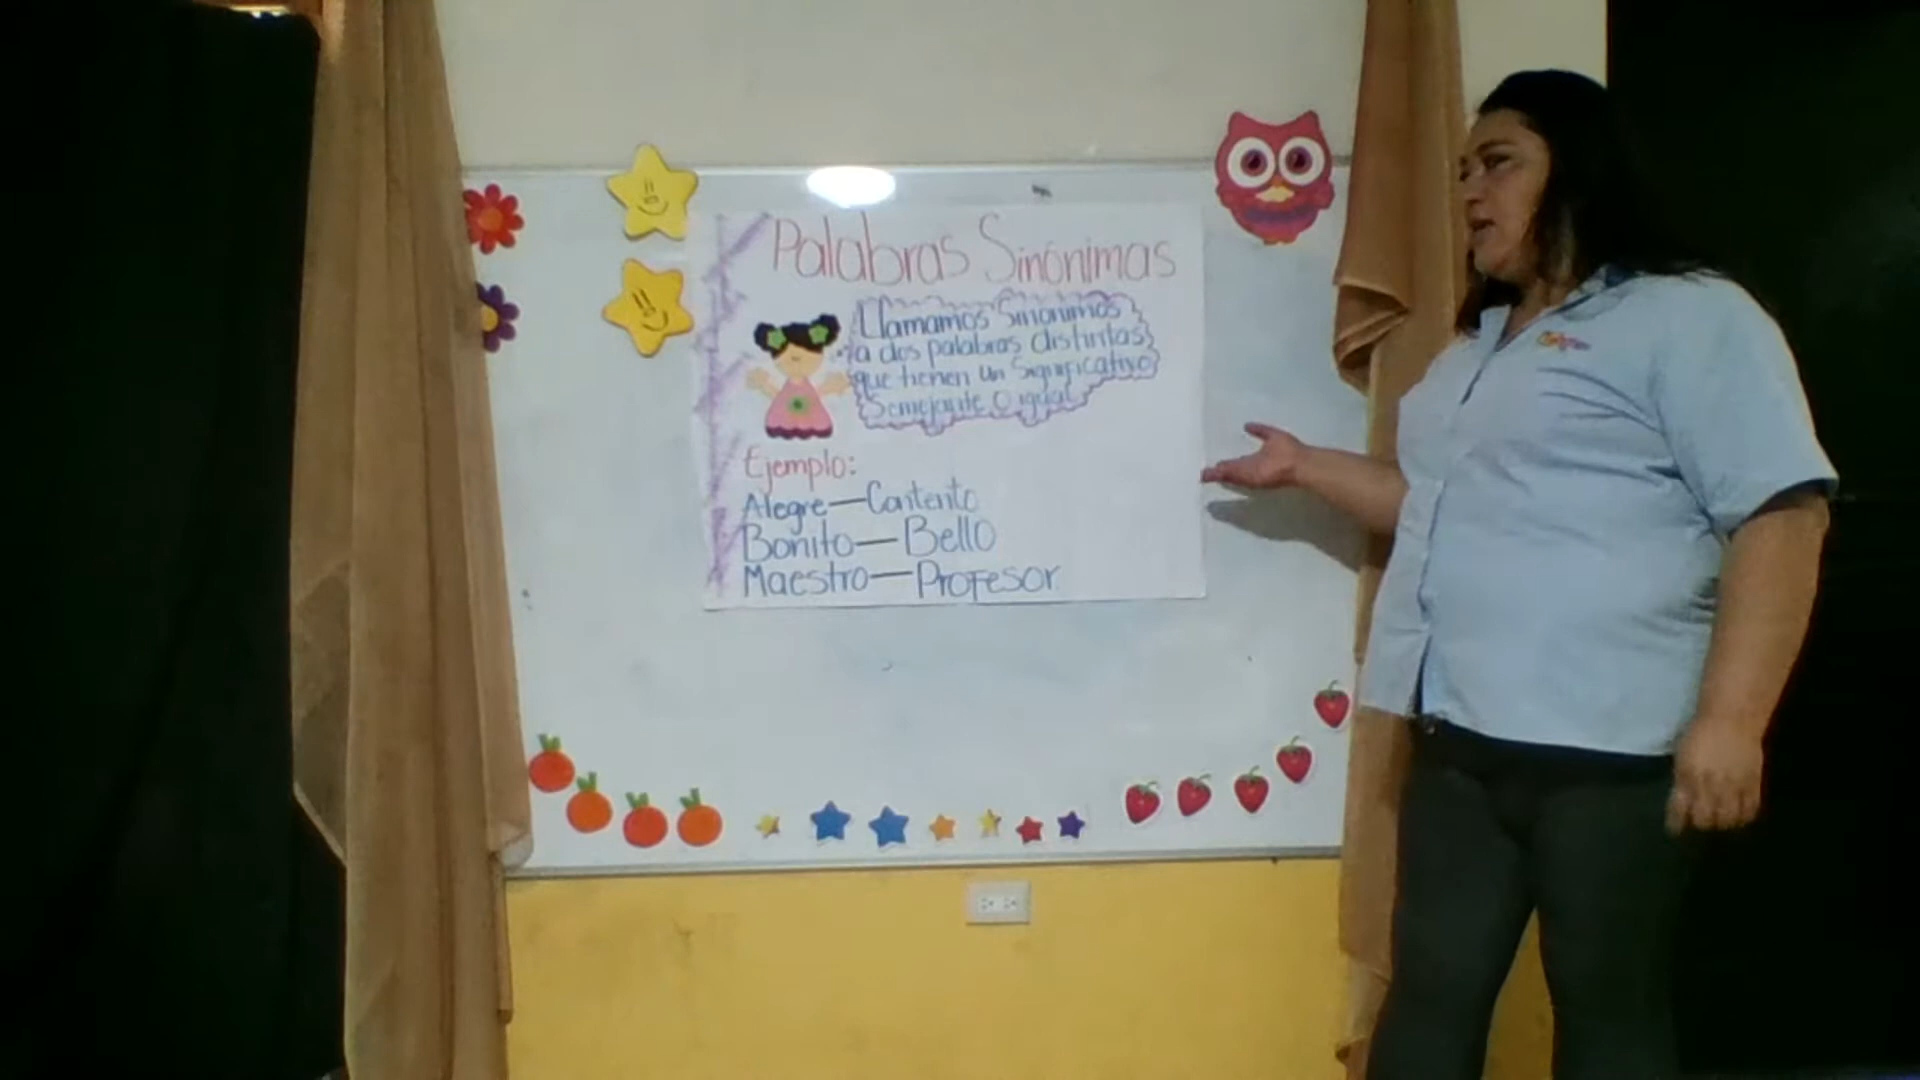 Palabras Sinónimas
Llamamos Sinónimos
a dos palabras distintas
que tienen un Significativo
Semejante o igual
Ejemplo:
Alegre—Contento
Bonito—Bello
Maestro—Profesor